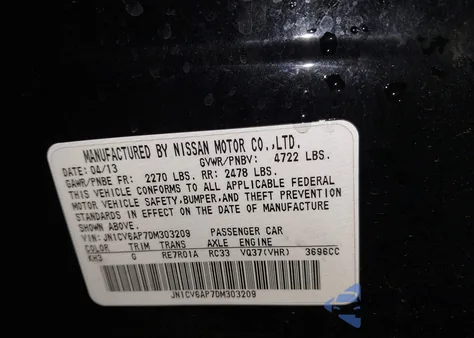 MANUFACTURED BY NISSAN MOTOR CO.,LTD.
DATE: 04/13 GVWR/PNBV: 4722 LBS.
GAWR/PNBE FR: 2270 LBS. RR: 2478 LBS.
THIS VEHICLE CONFORMS TO ALL APPLICABLE FEDERAL
MOTOR VEHICLE SAFETY,BUMPER,AND THEFT PREVENTION
STANDARDS IN EFFECT ON THE DATE OF MANUFACTURE
SHOWN ABOVE.
VIN: JN1CV6AP7DM303209 PASSENGER CAR
COLOR TRIM TRANS AXLE ENGINE
KH3 G RE7R01A RC33 VQ37(VHR) 3696CC
JN1CV6AP7DM303209